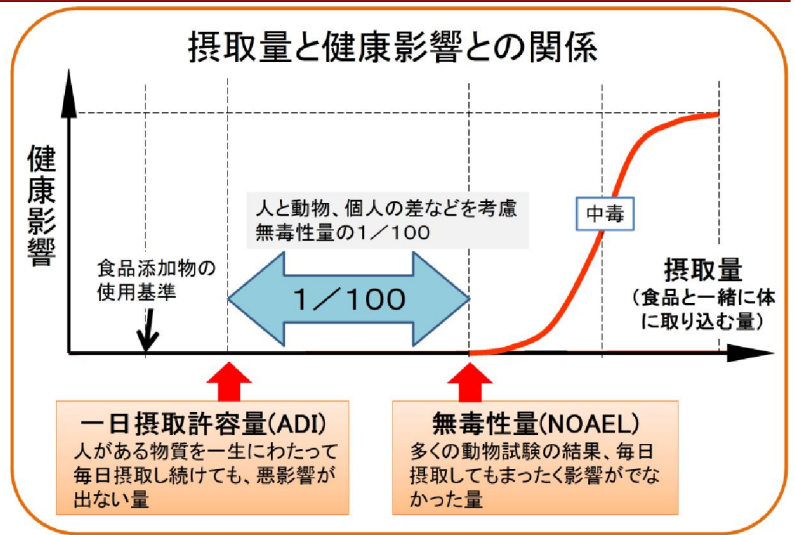 摂取量と健康影響との関係
健康影響
人と動物、個人の差などを考慮
無毒性量の1／100
中毒
食品添加物の
使用基準
1／100
摂取量
(食品と一緒に体
に取り込む量)
一日摂取許容量(ADI)
人がある物質を一生にわたって
毎日摂取し続けても、悪影響が
出ない量
無毒性量(NOAEL)
多くの動物試験の結果、毎日
摂取してもまったく影響がでな
かった量